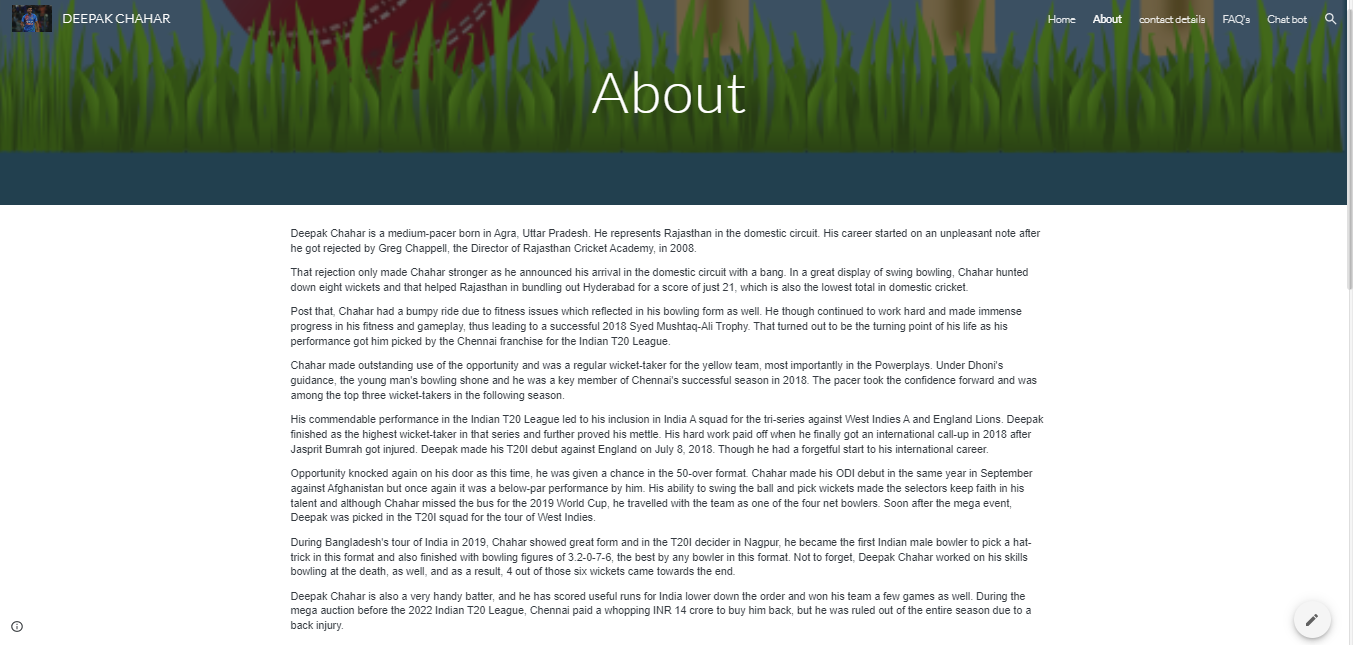 DEEPAK CHAHAR
Home
About
contact details
FAQ's
Chat bot
About
Deepak Chahar is a medium-pacer born in Agra, Uttar Pradesh. He represents Rajasthan in the domestic circuit. His career started on an unpleasant note after
he got rejected by Greg Chappell, the Director of Rajasthan Cricket Academy, in 2008.
That rejection only made Chahar stronger as he announced his arrival in the domestic circuit with a bang. In a great display of swing bowling, Chahar hunted
down eight wickets and that helped Rajasthan in bundling out Hyderabad for a score of just 21, which is also the lowest total in domestic cricket.
Post that, Chahar had a bumpy ride due to fitness issues which reflected in his bowling form as well. He though continued to work hard and made immense
progress in his fitness and gameplay, thus leading to a successful 2018 Syed Mushtaq-Ali Trophy. That turned out to be the turning point of his life as his
performance got him picked by the Chennai franchise for the Indian T20 League.
Chahar made outstanding use of the opportunity and was a regular wicket-taker for the yellow team, most importantly in the Powerplays. Under Dhoni's
guidance, the young man's bowling shone and he was a key member of Chennai's successful season in 2018. The pacer took the confidence forward and was
among the top three wicket-takers in the following season.
His commendable performance in the Indian T20 League led to his inclusion in India A squad for the tri-series against West Indies A and England Lions. Deepak
finished as the highest wicket-taker in that series and further proved his mettle. His hard work paid off when he finally got an international call-up in 2018 after
Jasprit Bumrah got injured. Deepak made his T20I debut against England on July 8, 2018. Though he had a forgetful start to his international career.
Opportunity knocked again on his door as this time, he was given a chance in the 50-over format. Chahar made his ODI debut in the same year in September
against Afghanistan but once again it was a below-par performance by him. His ability to swing the ball and pick wickets made the selectors keep faith in his
talent and although Chahar missed the bus for the 2019 World Cup, he travelled with the team as one of the four net bowlers. Soon after the mega event,
Deepak was picked in the T20I squad for the tour of West Indies.
During Bangladesh's tour of India in 2019, Chahar showed great form and in the T20I decider in Nagpur, he became the first Indian male bowler to pick a hat-
trick in this format and also finished with bowling figures of 3.2-0-7-6, the best by any bowler in this format. Not to forget, Deepak Chahar worked on his skills
bowling at the death, as well, and as a result, 4 out of those six wickets came towards the end.
Deepak Chahar is also a very handy batter, and he has scored useful runs for India lower down the order and won his team a few games as well. During the
mega auction before the 2022 Indian T20 League, Chennai paid a whopping INR 14 crore to buy him back, but he was ruled out of the entire season due to a
back injury.